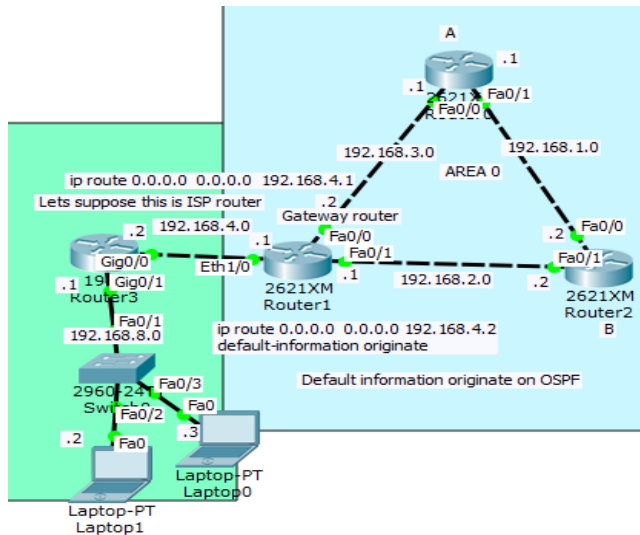 A
.1
.1
Fa0/1
2621XM
Fa0/0
192.168.3.0
192.168.1.0
AREA 0
ip route 0.0.0.0 0.0.0.0 192.168.4.1
Lets suppose this is ISP router
.2
Gateway router
192.168.4.0
.2
.1
Fa0/0
Fa0/0
.2
Gig0/0
Eth1/0
Fa0/1
Fa0/1
.1
Gig0/1
Router3
2621XM
Router1
.1
192.168.2.0
.2
2621XM
Router2
B
Fa0/1
192.168.8.0
ip route 0.0.0.0 0.0.0.0 192.168.4.2
default-information originate
Default information originate on OSPF
Fa0/3
2960-24T
Fa0/2
Fa0
.3
.2
Fa0
Laptop-PT
Laptop0
Laptop-PT
Laptop1